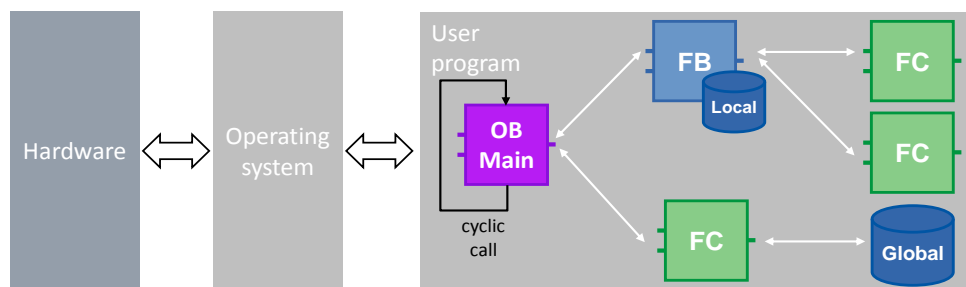 Hardware
Operating
system
User
program
OB
Main
cyclic
call
FB
Local
FC
FC
FC
Global